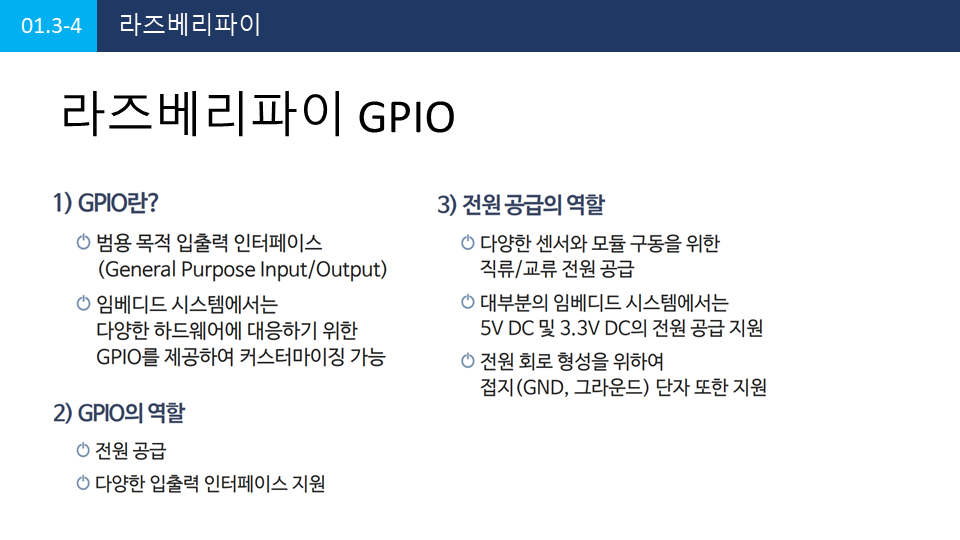 01.3-4 라즈베리파이
라즈베리파이 GPIO
1) GPIO란?
범용 목적 입출력 인터페이스
(General Purpose Input/Output)
임베디드 시스템에서는
다양한 하드웨어에 대응하기 위한
GPIO를 제공하여 커스터마이징 가능
2) GPIO의 역할
전원 공급
다양한 입출력 인터페이스 지원
3) 전원 공급의 역할
다양한 센서와 모듈 구동을 위한
직류/교류 전원 공급
대부분의 임베디드 시스템에서는
5V DC 및 3.3V DC의 전원 공급 지원
전원 회로 형성을 위하여
접지(GND, 그라운드) 단자 또한 지원